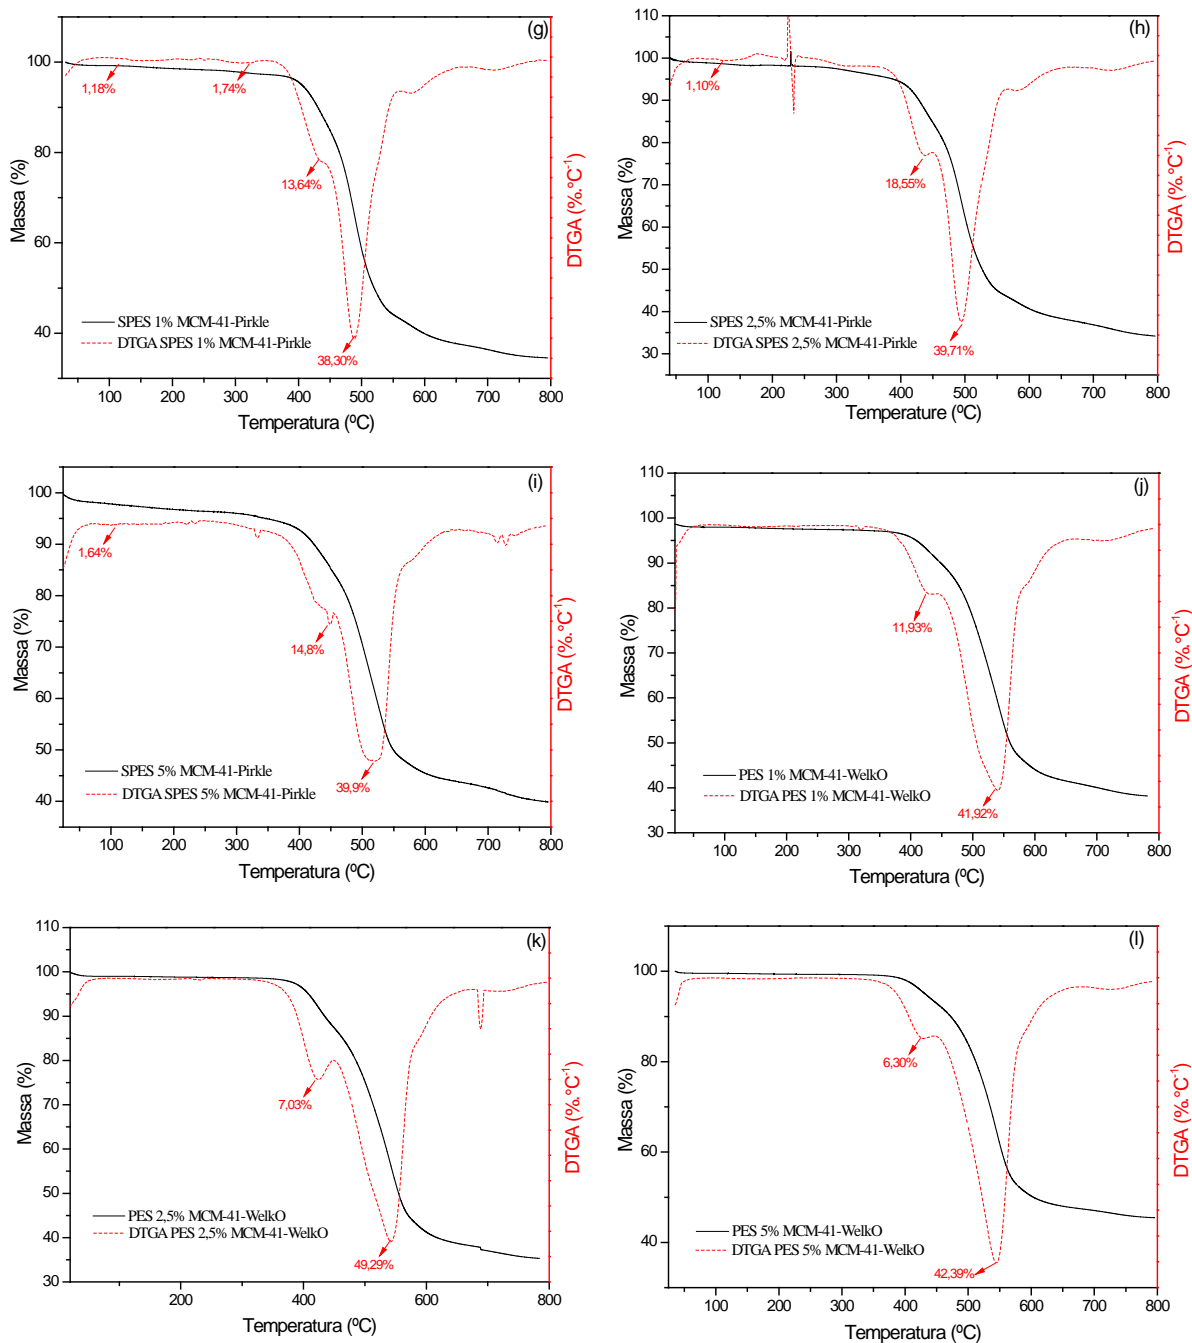 (g)
100
80
60
40
Massa (%)
1,18%
1,74%
13,64%
38,30%
SPES 1% MCM-41-Pirkle
DTGA SPES 1% MCM-41-Pirkle
100 200 300 400 500 600 700 800
Temperatura (ºC)
DTGA (%.°C-1)
(h)
110
100
90
80
70
60
50
40
30
Massa (%)
1,10%
18,55%
39,71%
SPES 2,5% MCM-41-Pirkle
DTGA SPES 2,5% MCM-41-Pirkle
100 200 300 400 500 600 700 800
Temperature (ºC)
DTGA (%.°C-1)
(i)
100
90
80
70
60
50
40
Massa (%)
1,64%
14,8%
39,9%
SPES 5% MCM-41-Pirkle
DTGA SPES 5% MCM-41-Pirkle
100 200 300 400 500 600 700 800
Temperatura (ºC)
DTGA (%.°C-1)
(j)
110
100
90
80
70
60
50
40
30
Massa (%)
11,93%
41,92%
PES 1% MCM-41-WelkO
DTGA PES 1% MCM-41-WelkO
100 200 300 400 500 600 700 800
Temperatura (ºC)
DTGA (%.°C-1)
(k)
110
100
90
80
70
60
50
40
30
Massa (%)
7,03%
49,29%
PES 2,5% MCM-41-WelkO
DTGA PES 2,5% MCM-41-WelkO
200 400 600 800
Temperatura (ºC)
DTGA (%.°C-1)
(l)
100
80
60
40
Massa (%)
6,30%
42,39%
PES 5% MCM-41-WelkO
DTGA PES 5% MCM-41-WelkO
100 200 300 400 500 600 700 800
Temperatura (ºC)
DTGA (%.°C-1)